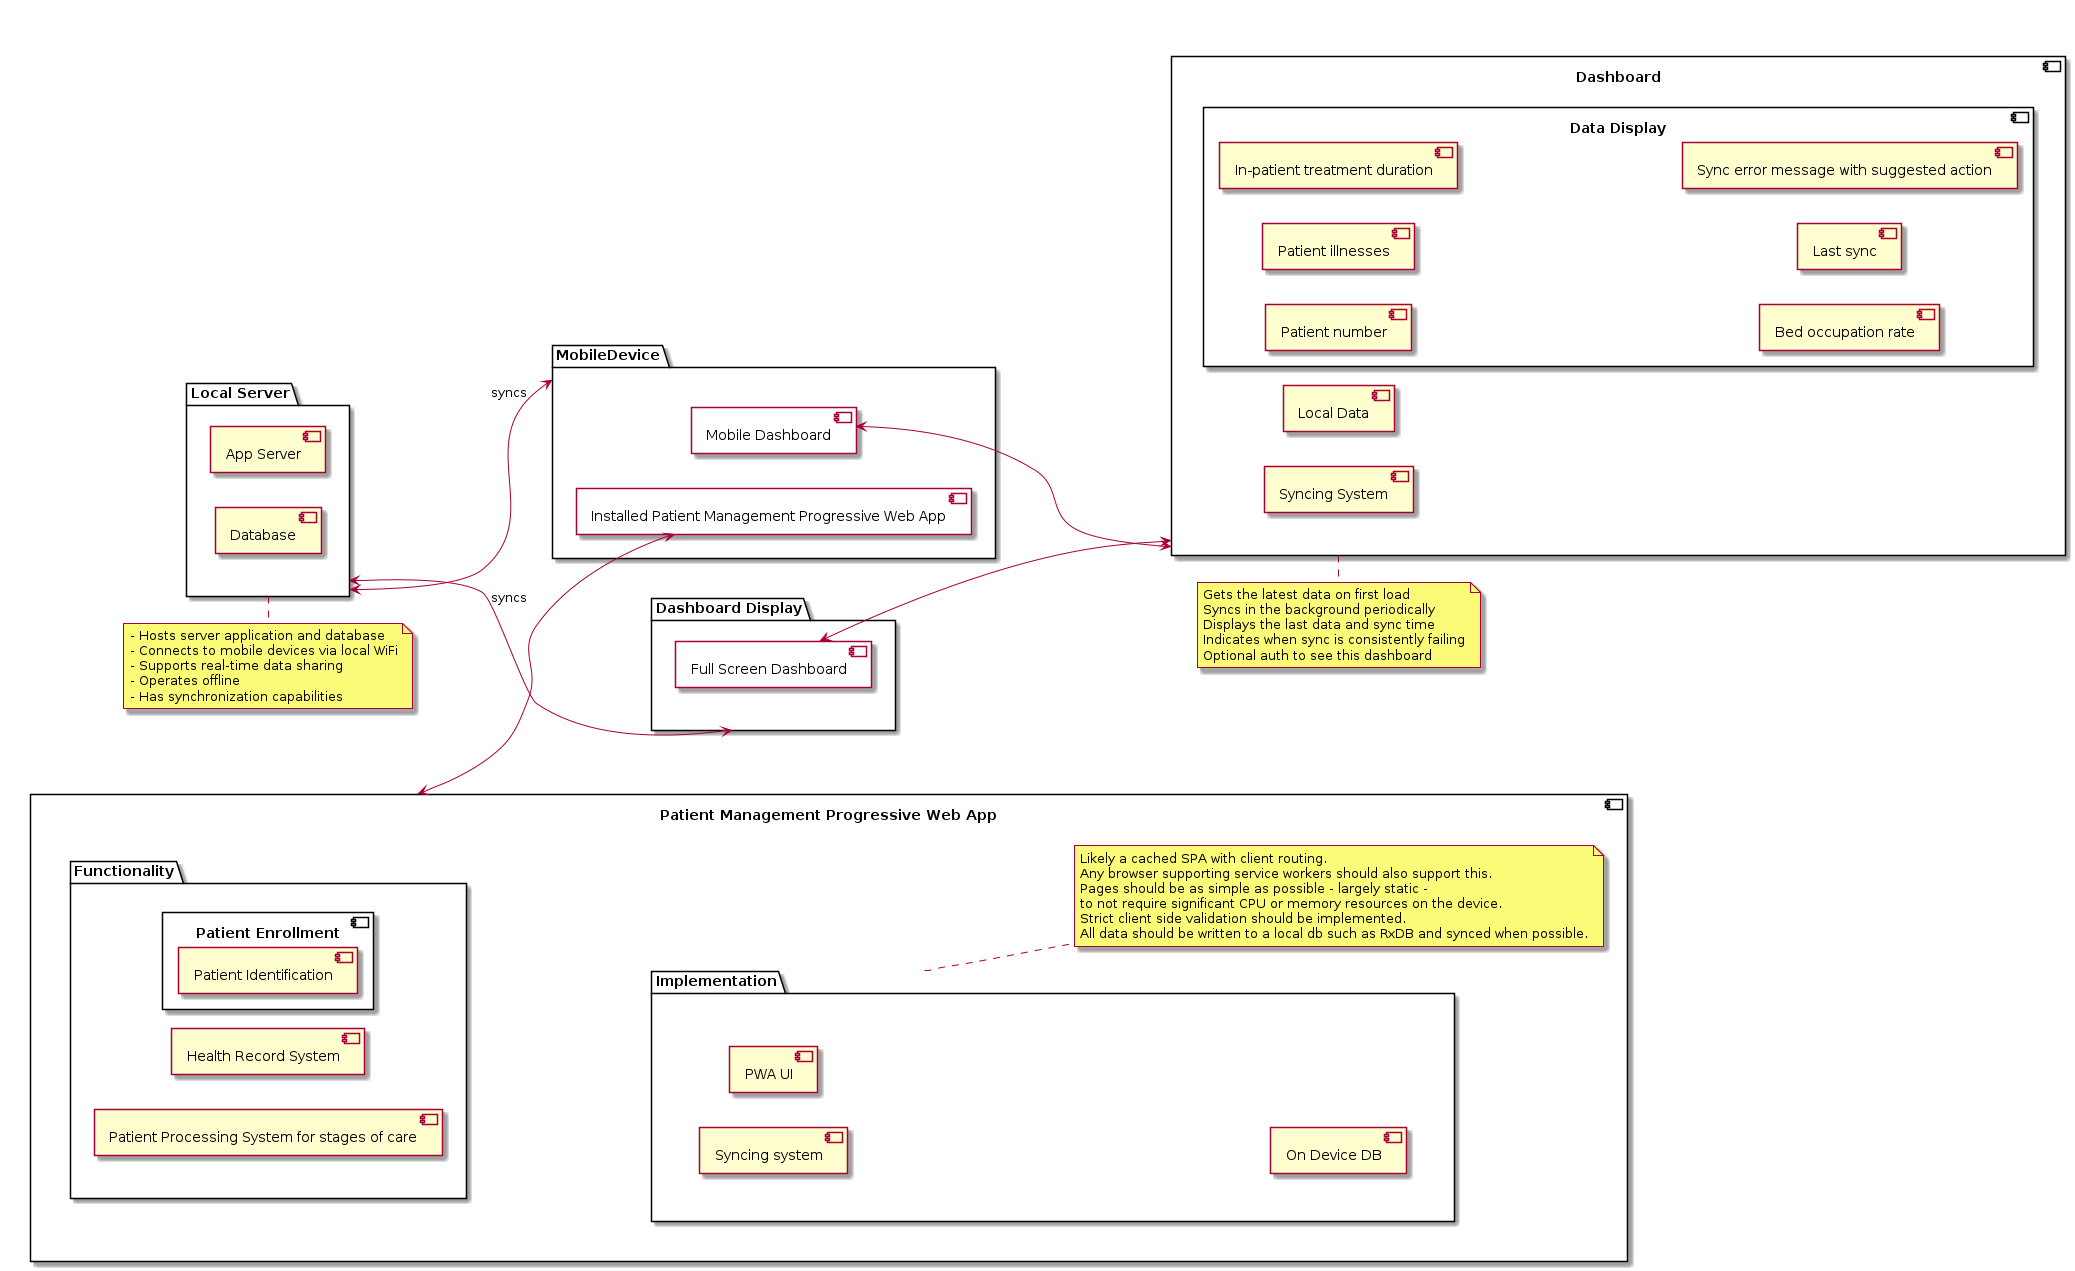 Dashboard
Data Display
In-patient treatment duration
Sync error message with suggested action
Patient illnesses
Last sync
Patient number
Bed occupation rate
Local Data
Syncing System
Gets the latest data on first load
Syncs in the background periodically
Displays the last data and sync time
Indicates when sync is consistently failing
Optional auth to see this dashboard
MobileDevice
Mobile Dashboard
Installed Patient Management Progressive Web App
syncs
Local Server
App Server
Database
- Hosts server application and database
- Connects to mobile devices via local WiFi
- Supports real-time data sharing
- Operates offline
- Has synchronization capabilities
syncs
Dashboard Display
Full Screen Dashboard
Patient Management Progressive Web App
Functionality
Patient Enrollment
Patient Identification
Health Record System
Patient Processing System for stages of care
Likely a cached SPA with client routing.
Any browser supporting service workers should also support this.
Pages should be as simple as possible - largely static -
to not require significant CPU or memory resources on the device.
Strict client side validation should be implemented.
All data should be written to a local db such as RxDB and synced when possible.
Implementation
PWA UI
Syncing system
On Device DB